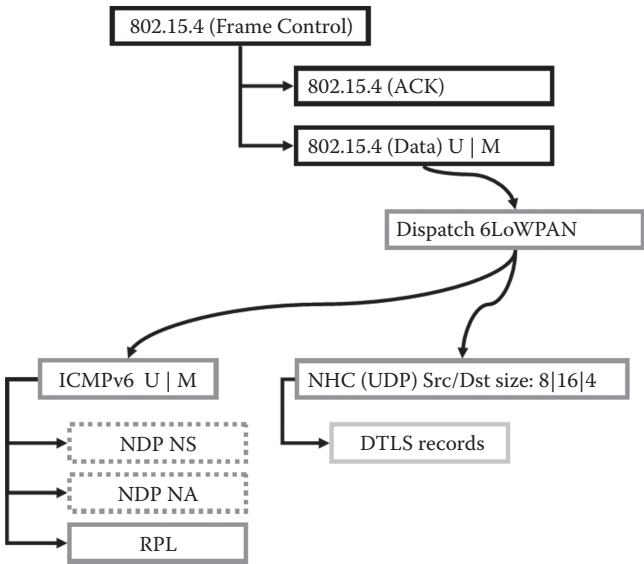 802.15.4 (Frame Control)
802.15.4 (ACK)
802.15.4 (Data) U | M
Dispatch 6LoWPAN
ICMPv6 U | M
NHC (UDP) Src/Dst size: 8|16|4
NDP NS
DTLS records
NDP NA
RPL